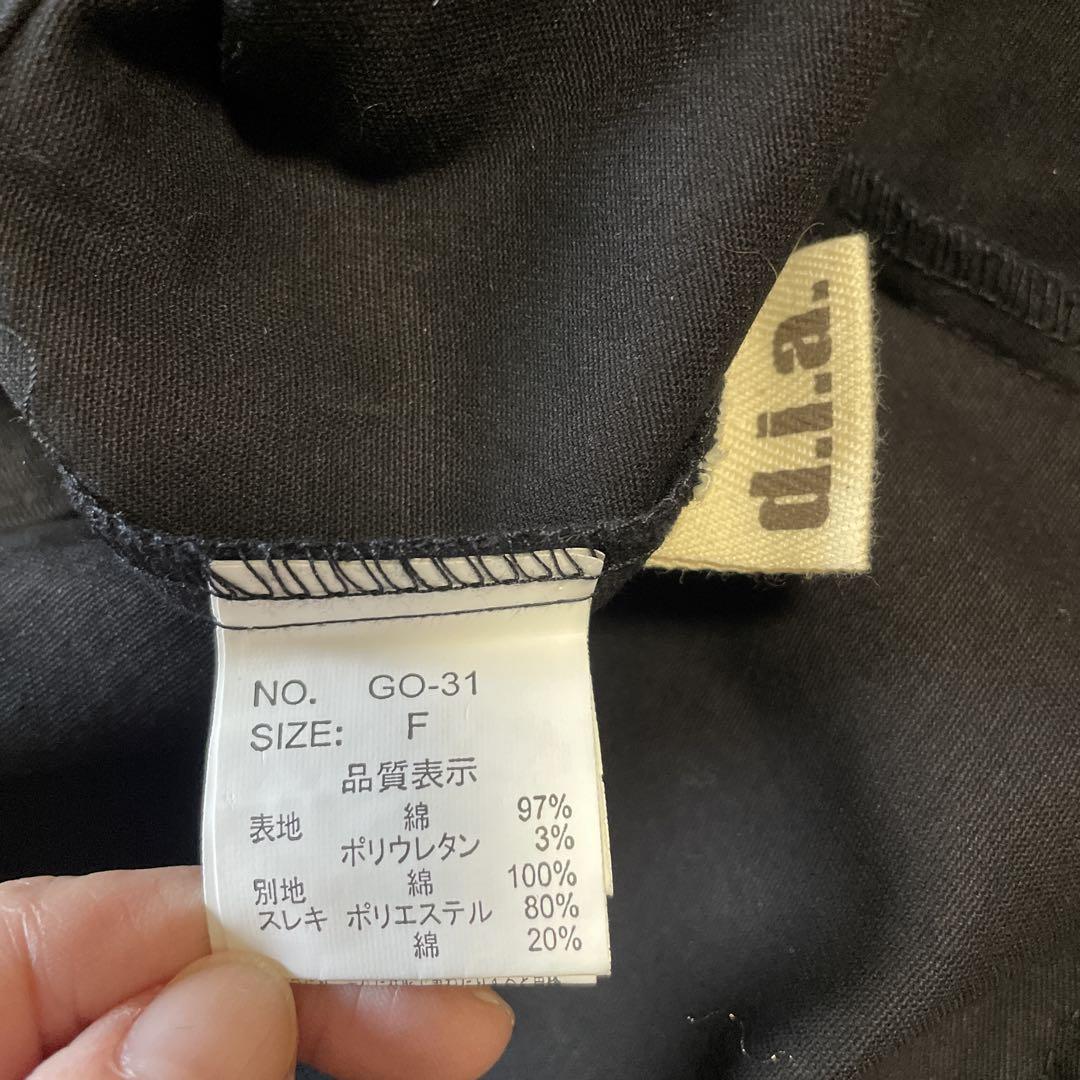 d.i.a.
NO. GO-31
SIZE: F
品質表示
表地 綿 97%
ポリウレタン 3%
別地 綿 100%
スレキ ポリエステル 80%
綿 20%